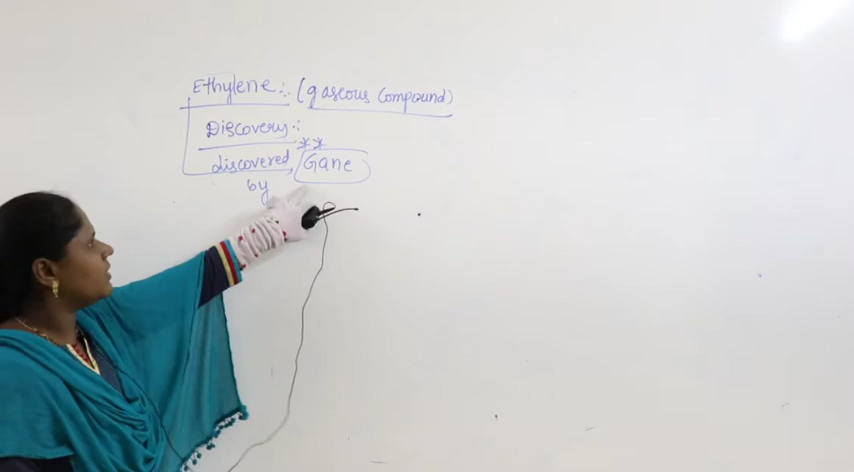 Ethylene :. (gaseous Compound)
Discovery :.
**
discovered, Gane
by